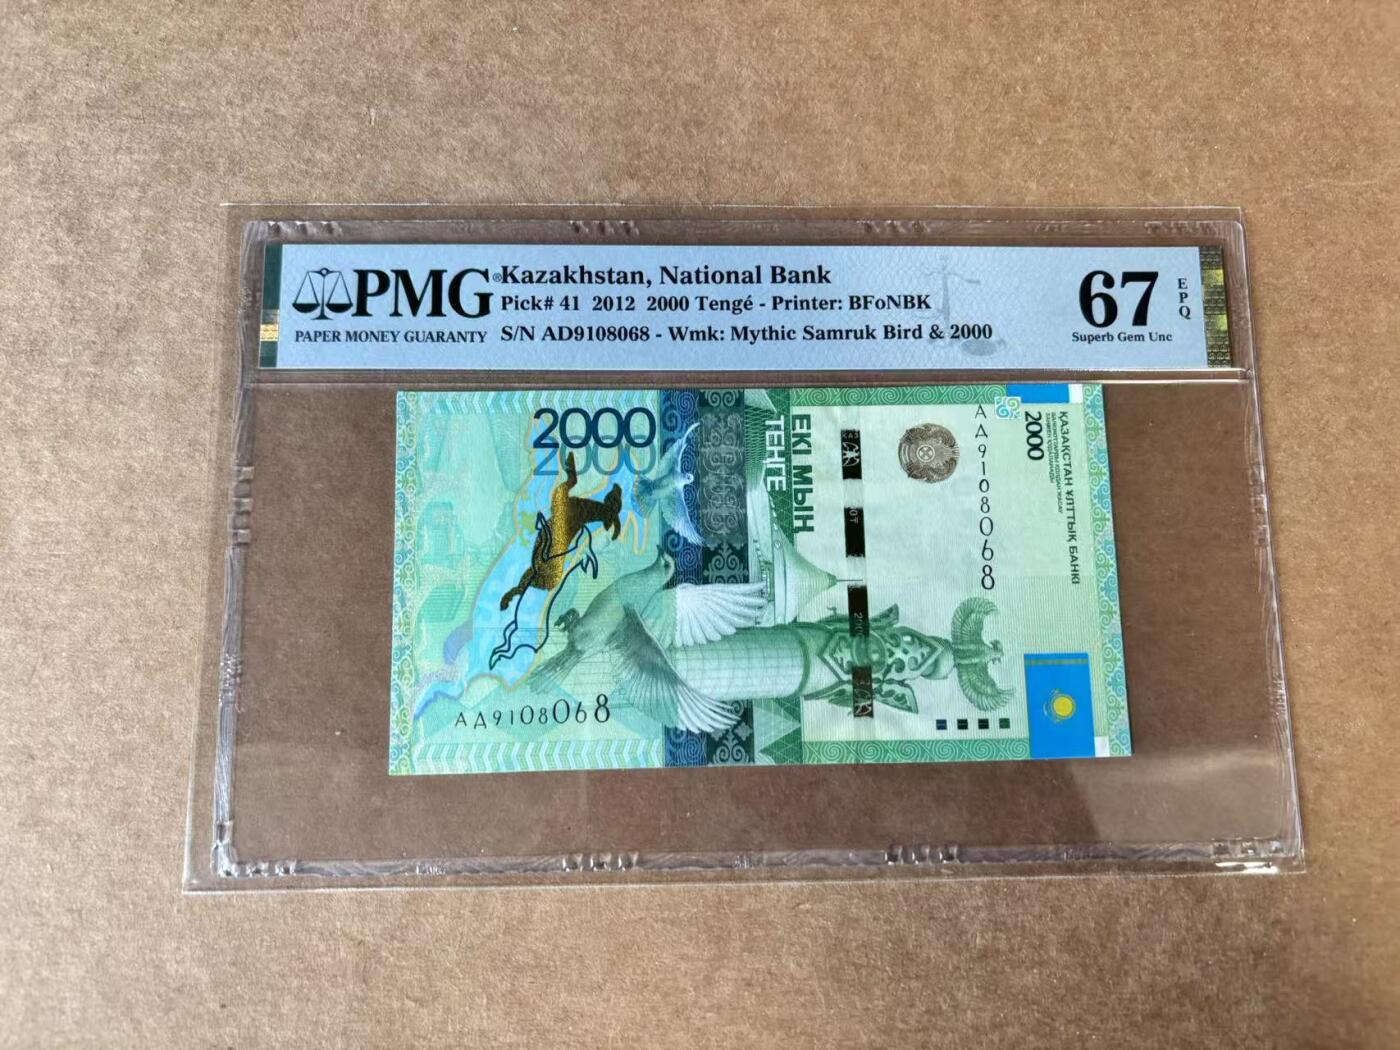 PMG®
PAPER MONEY GUARANTY
Kazakhstan, National Bank
Pick# 41 2012 2000 Tengé - Printer: BFoNBK
S/N AD9108068 - Wmk: Mythic Samruk Bird & 2000
67
EPQ
Superb Gem Unc
2000
2000
ЕКІ МЫҢ
ТЕҢГЕ
АД9108068
2000
ҚАЗАҚСТАН ҰЛТТЫҚ БАНКІ
АД9108068